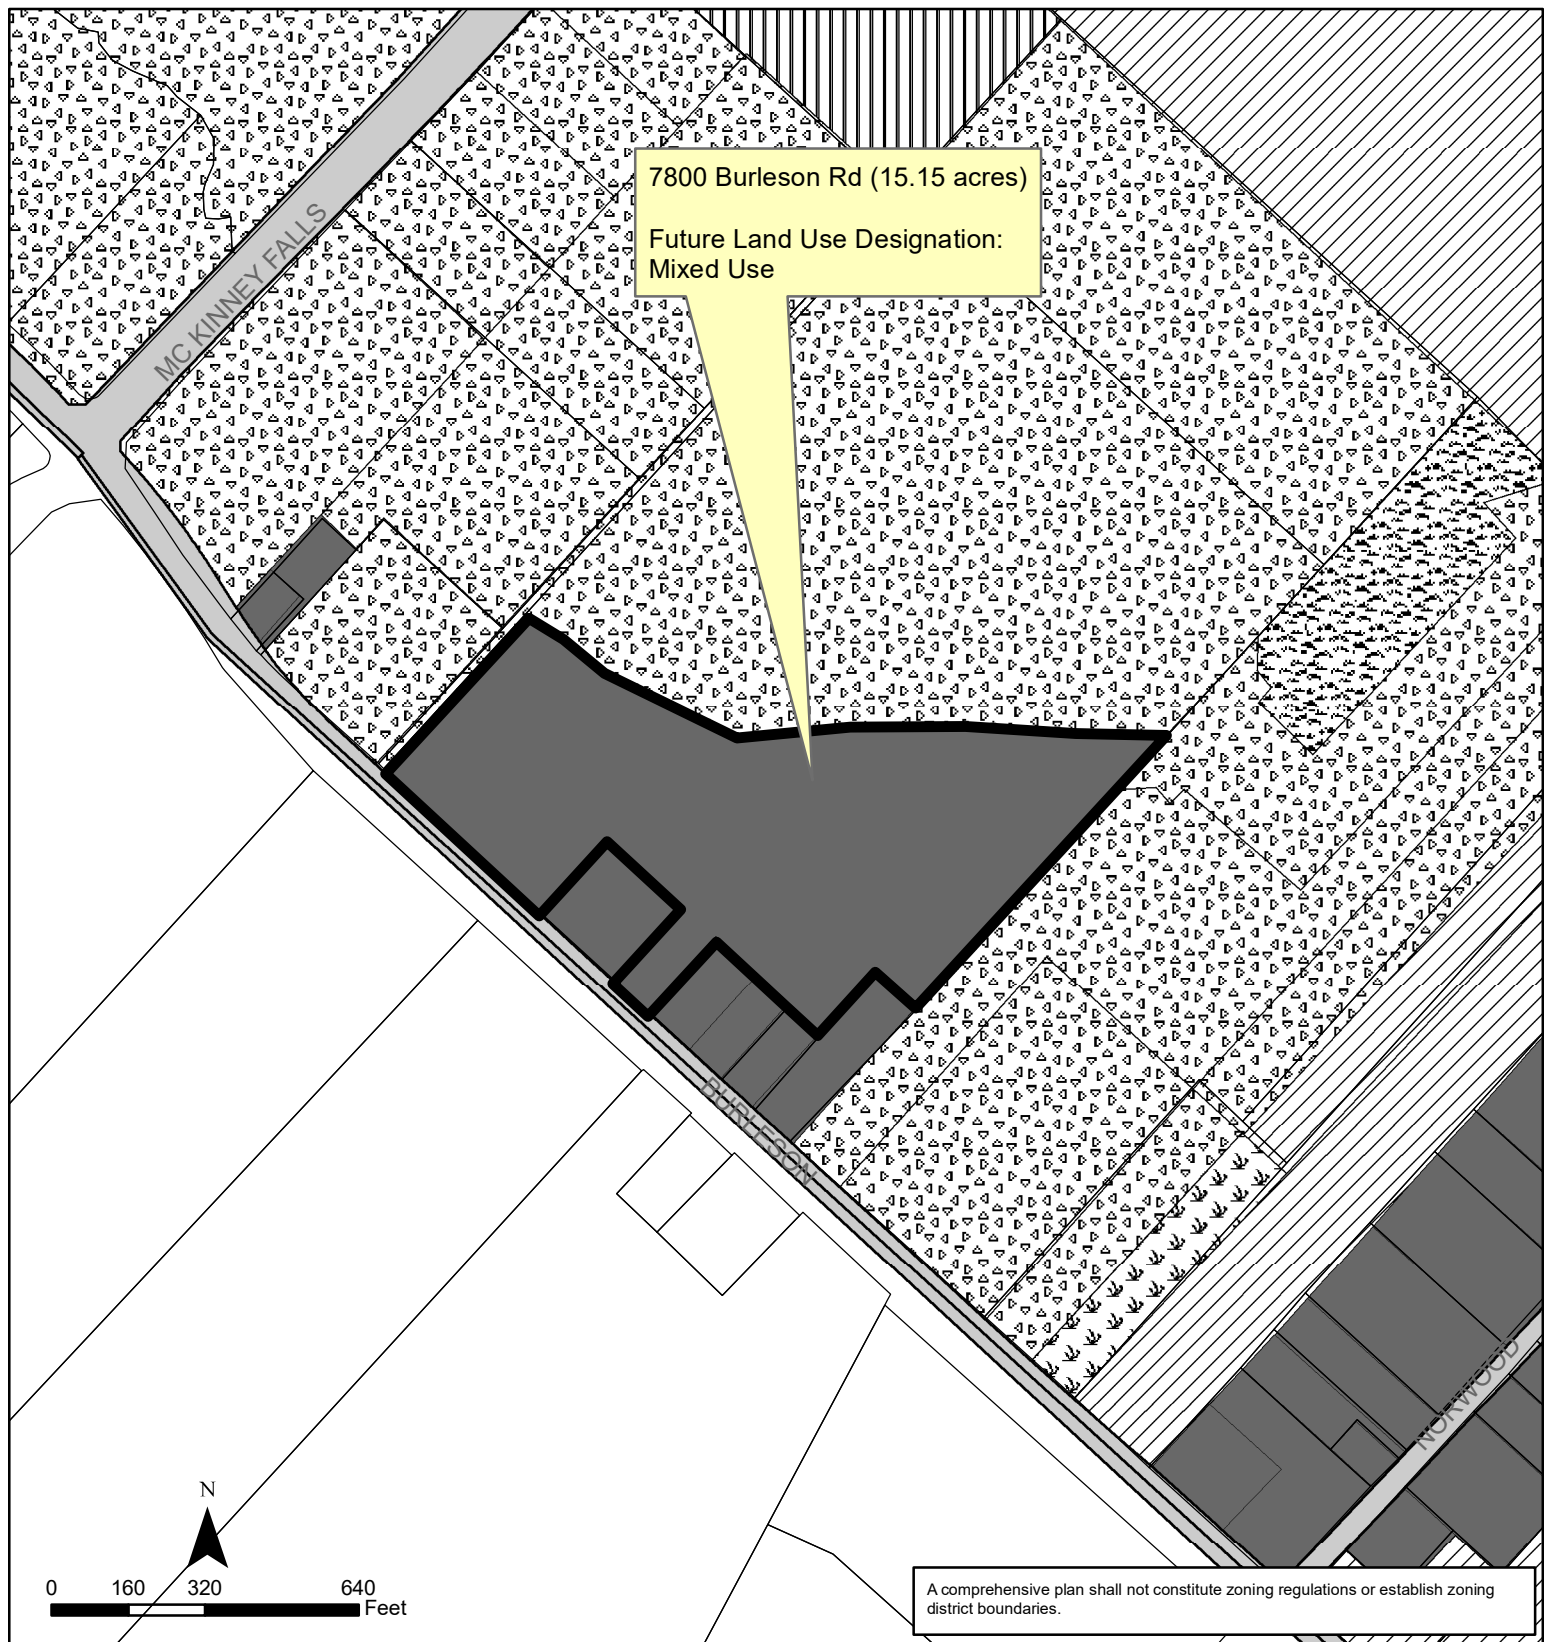 7800 Burleson Rd (15.15 acres)
Future Land Use Designation:
Mixed Use
MC KINNEY FALLS
BURLESON
NORWOOD
N
0 160 320 640
Feet
A comprehensive plan shall not constitute zoning regulations or establish zoning
district boundaries.